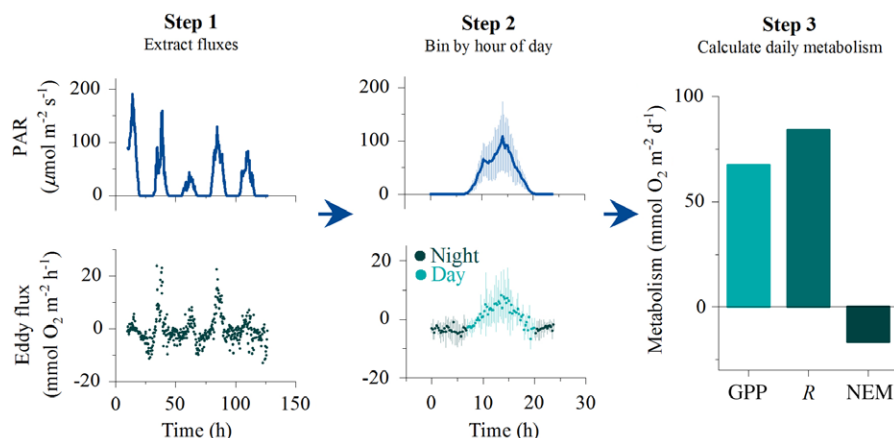 Step 1
Extract fluxes
Step 2
Bin by hour of day
Step 3
Calculate daily metabolism
PAR
(μmol m⁻² s⁻¹)
200
100
0
200
100
0
Eddy flux
(mmol O₂ m⁻² h⁻¹)
20
0
-20
0
50
100
150
Time (h)
20
0
-20
Night
Day
0
10
20
30
Time (h)
Metabolism (mmol O₂ m⁻² d⁻¹)
100
50
0
GPP
R
NEM